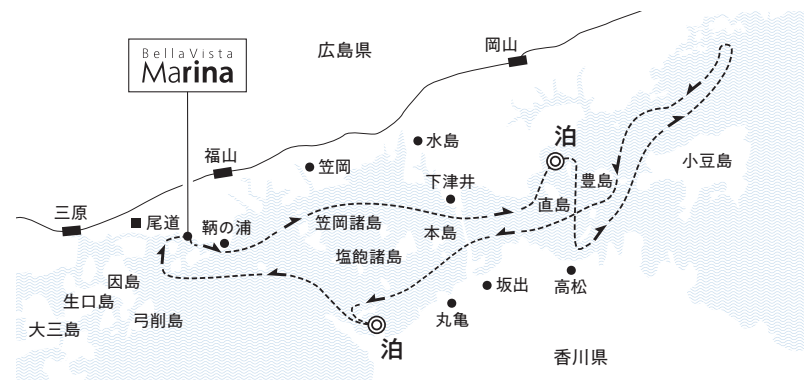 BellaVista
Marina
広島県
岡山
水島
泊
福山
笠岡
下津井
豊島
小豆島
三原
尾道
鞆の浦
笠岡諸島
本島
直島
塩飽諸島
因島
生口島
大三島
弓削島
坂出
高松
丸亀
泊
香川県